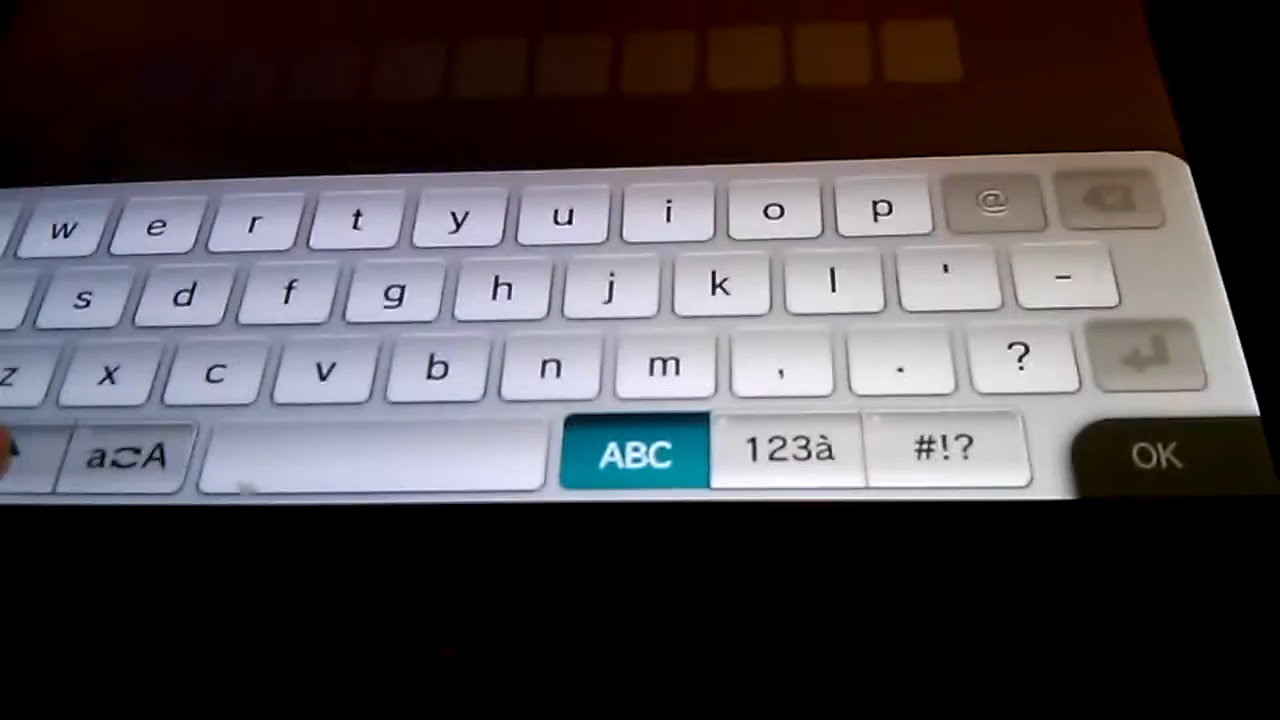 w e r t y u i o p @
s d f g h j k l ' -
z x c v b n m , . ?
a⇄A ABC 123à #!? OK